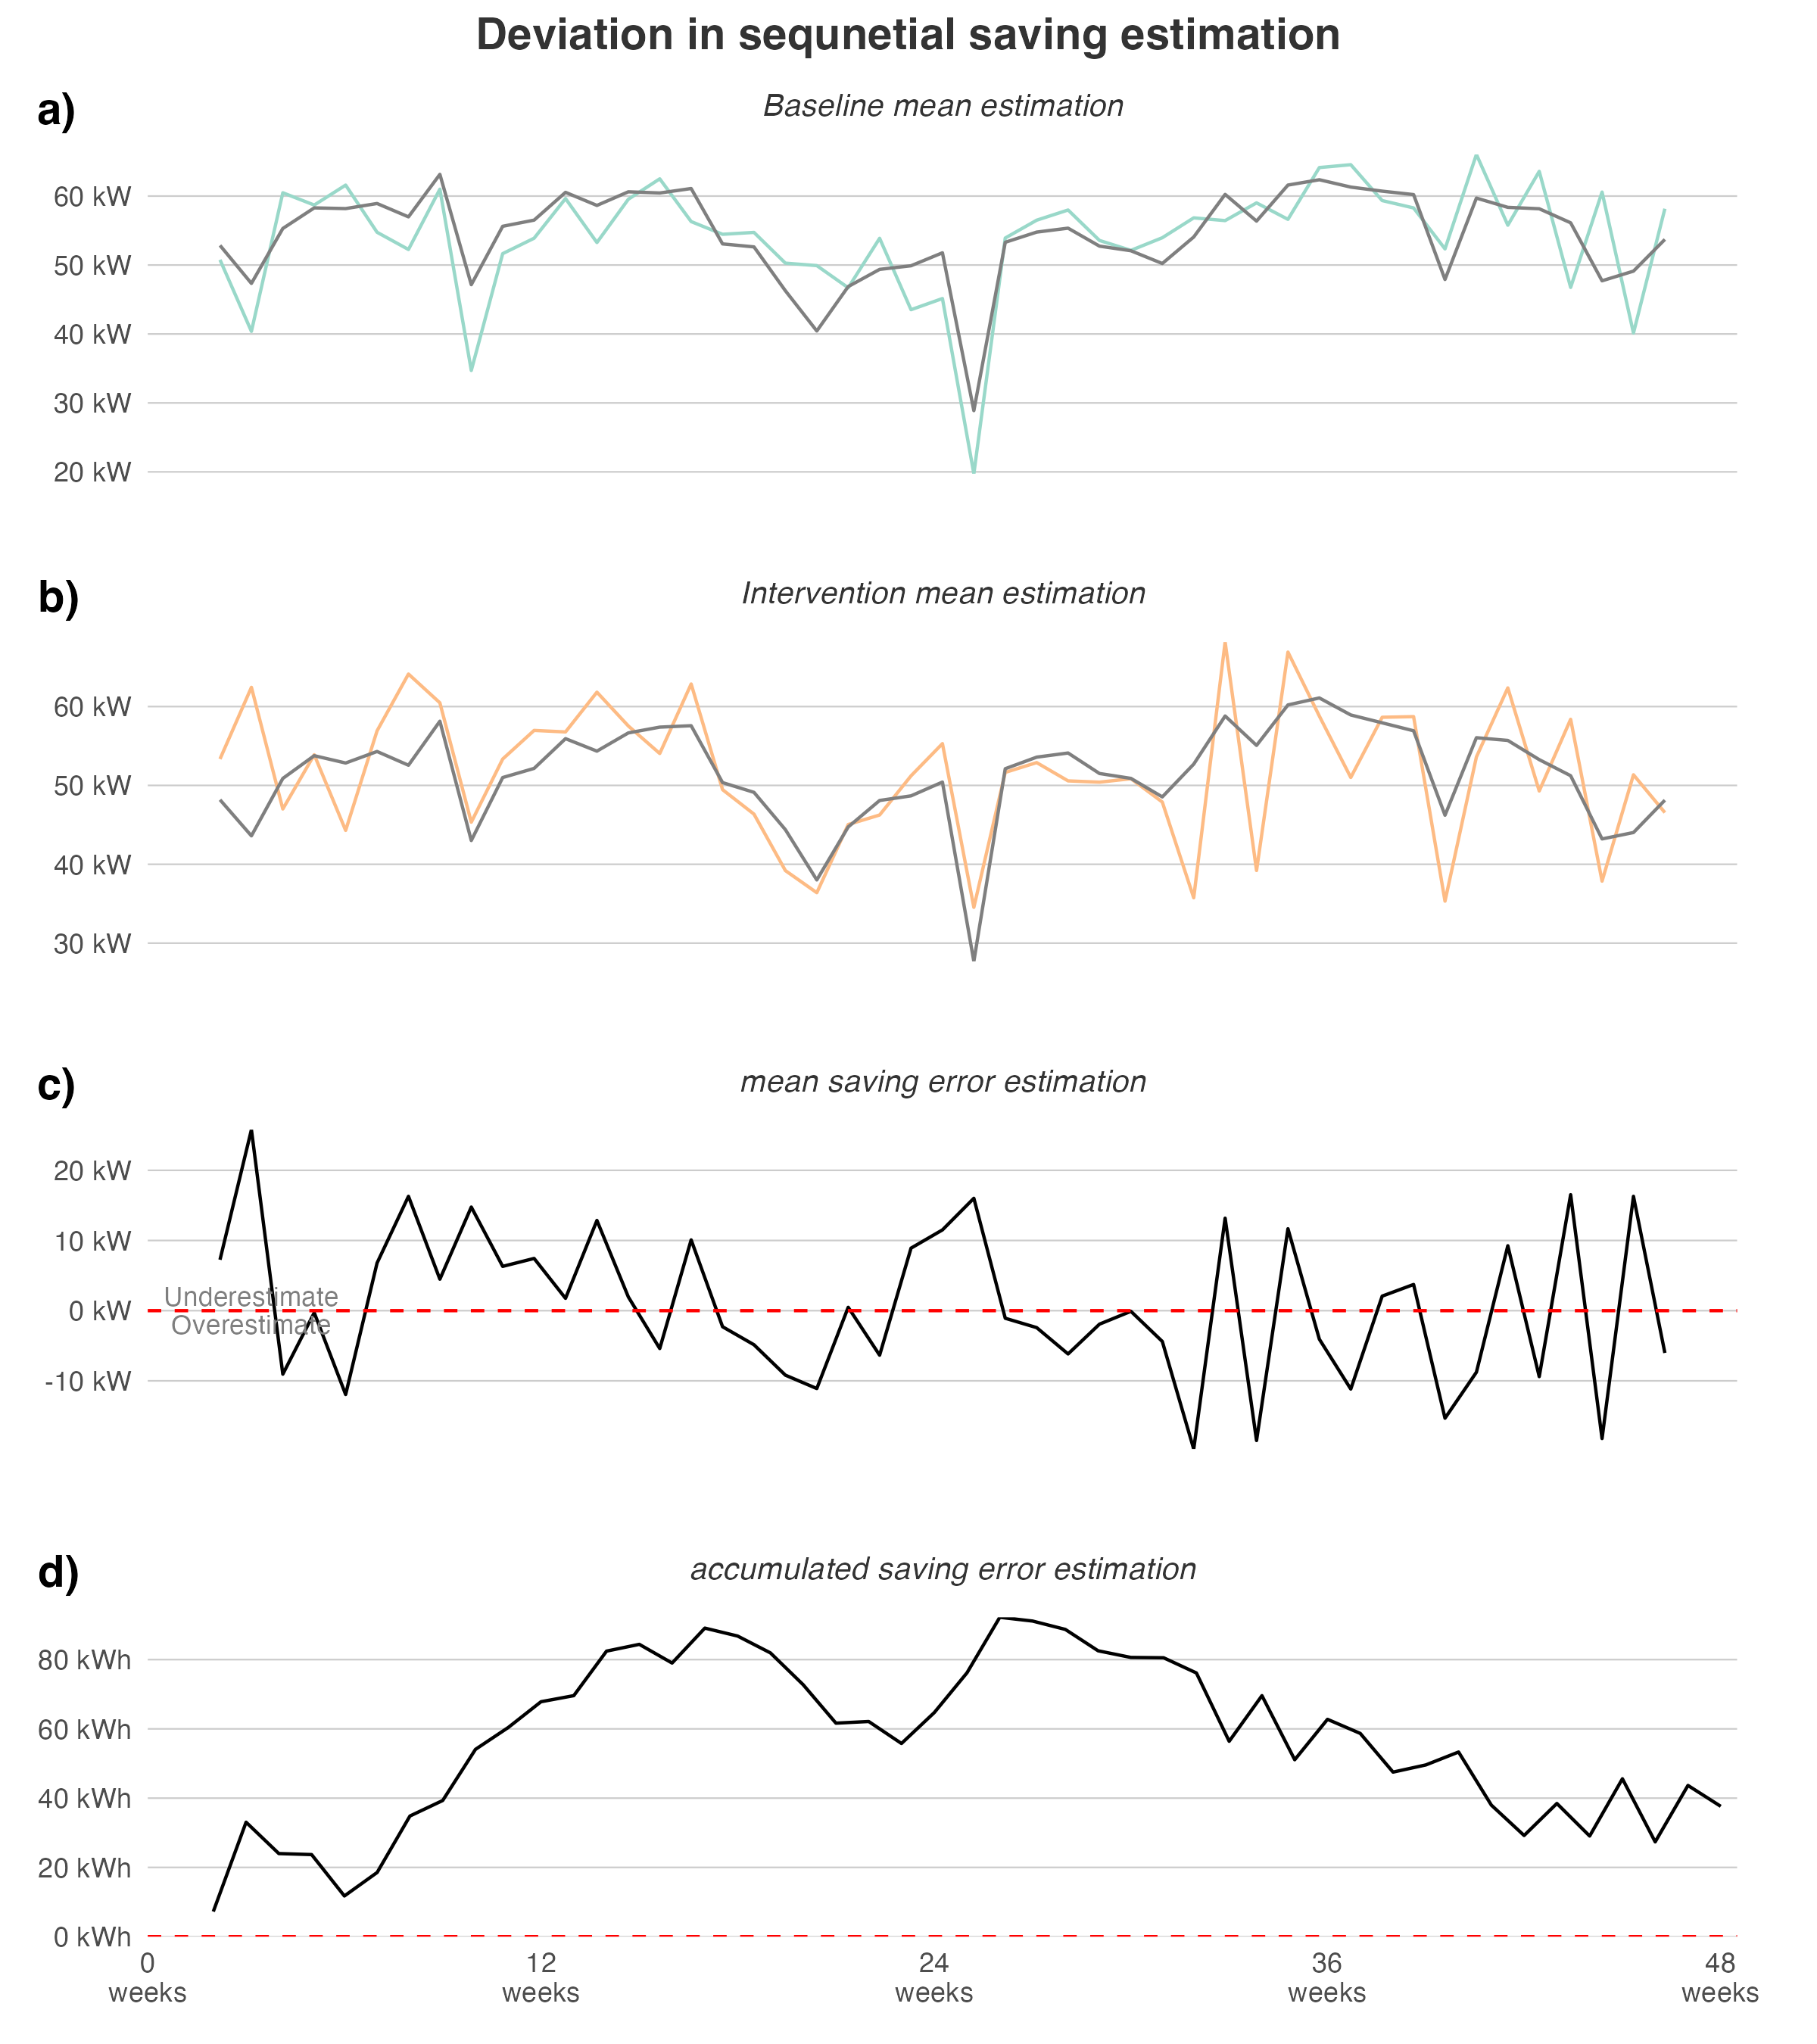 Deviation in sequnetial saving estimation
a)
Baseline mean estimation
60 kW
50 kW
40 kW
30 kW
20 kW
b)
Intervention mean estimation
60 kW
50 kW
40 kW
30 kW
c)
mean saving error estimation
20 kW
10 kW
Underestimate
0 kW
Overestimate
-10 kW
d)
accumulated saving error estimation
80 kWh
60 kWh
40 kWh
20 kWh
0 kWh
0 12 24 36 48
weeks weeks weeks weeks weeks